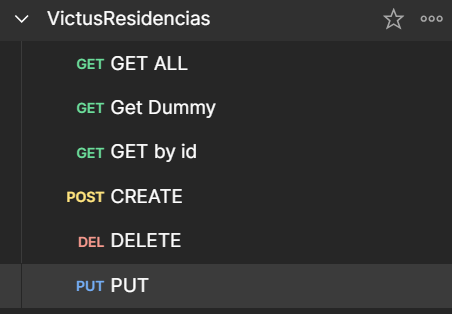 VictusResidencias
GET GET ALL
GET Get Dummy
GET GET by id
POST CREATE
DEL DELETE
PUT PUT